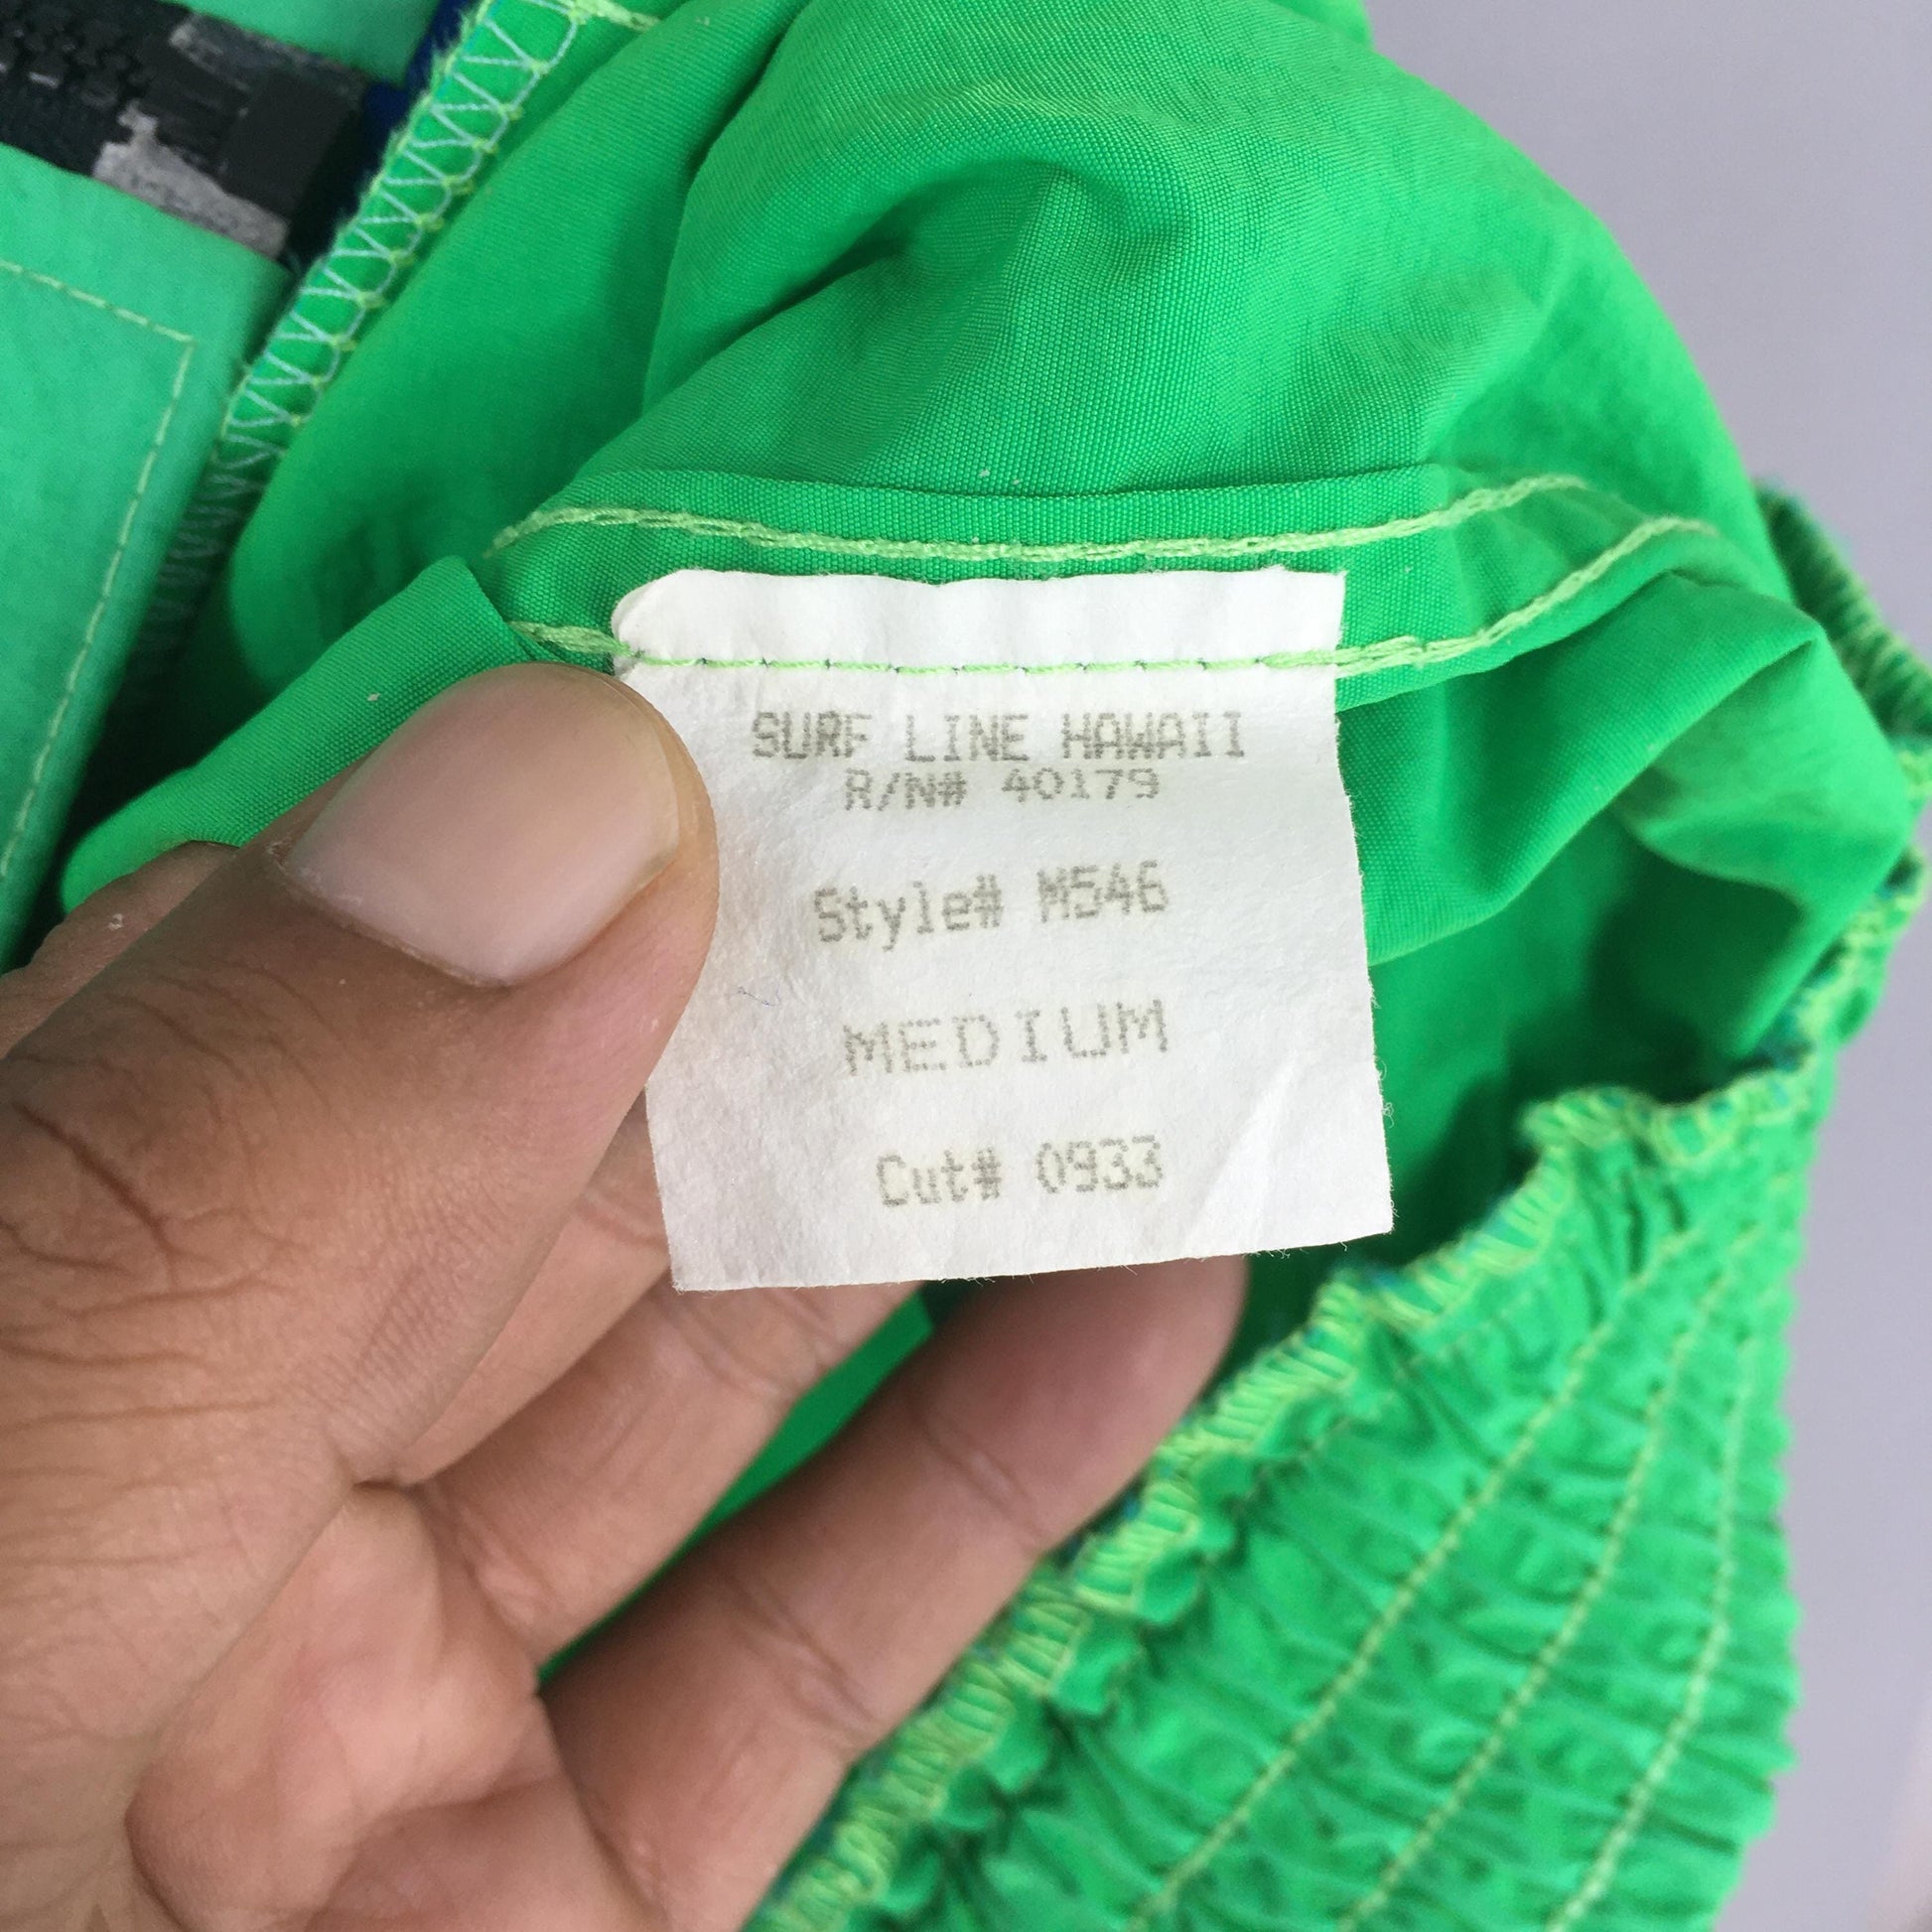 SURF LINE HAWAII
R/N# 40179
Style# M546
MEDIUM
Cut# 0933